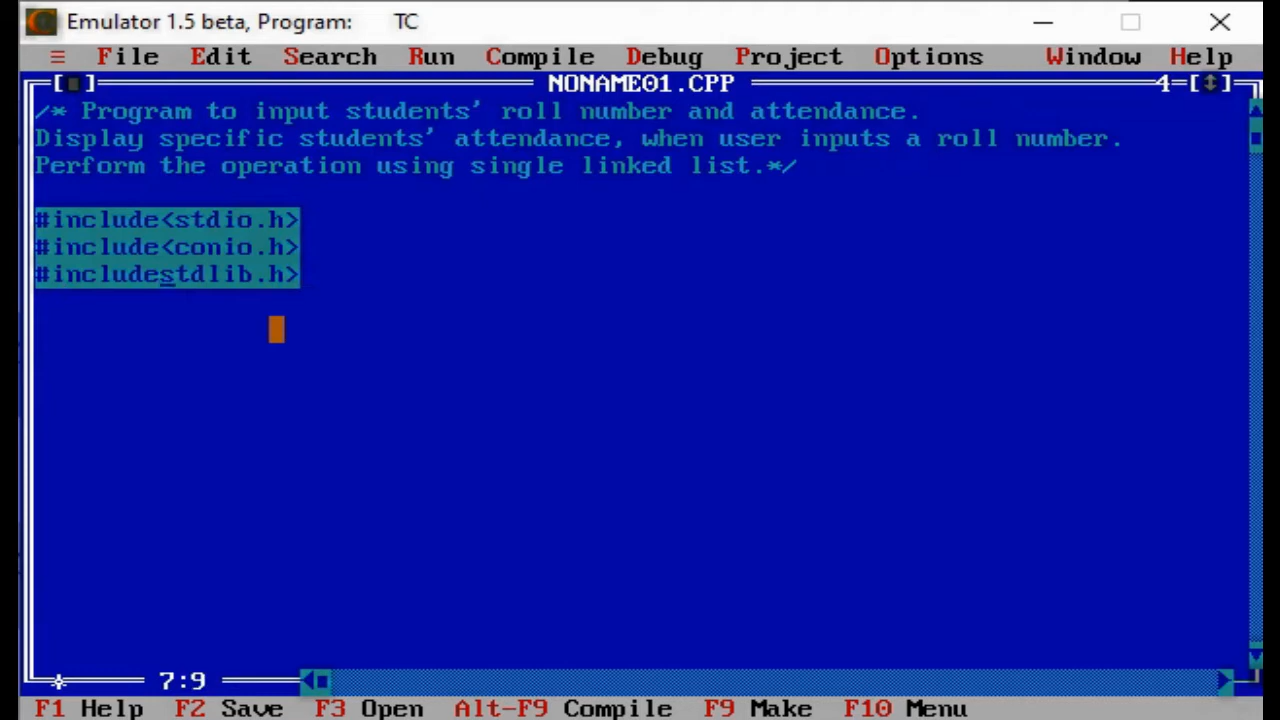 Emulator 1.5 beta, Program: TC
≡ File Edit Search Run Compile Debug Project Options Window Help
[■] NONAME01.CPP 4=[↕]
/* Program to input students' roll number and attendance.
Display specific students' attendance, when user inputs a roll number.
Perform the operation using single linked list.*/
#include<stdio.h>
#include<conio.h>
#includestdlib.h>
7:9
F1 Help F2 Save F3 Open Alt-F9 Compile F9 Make F10 Menu